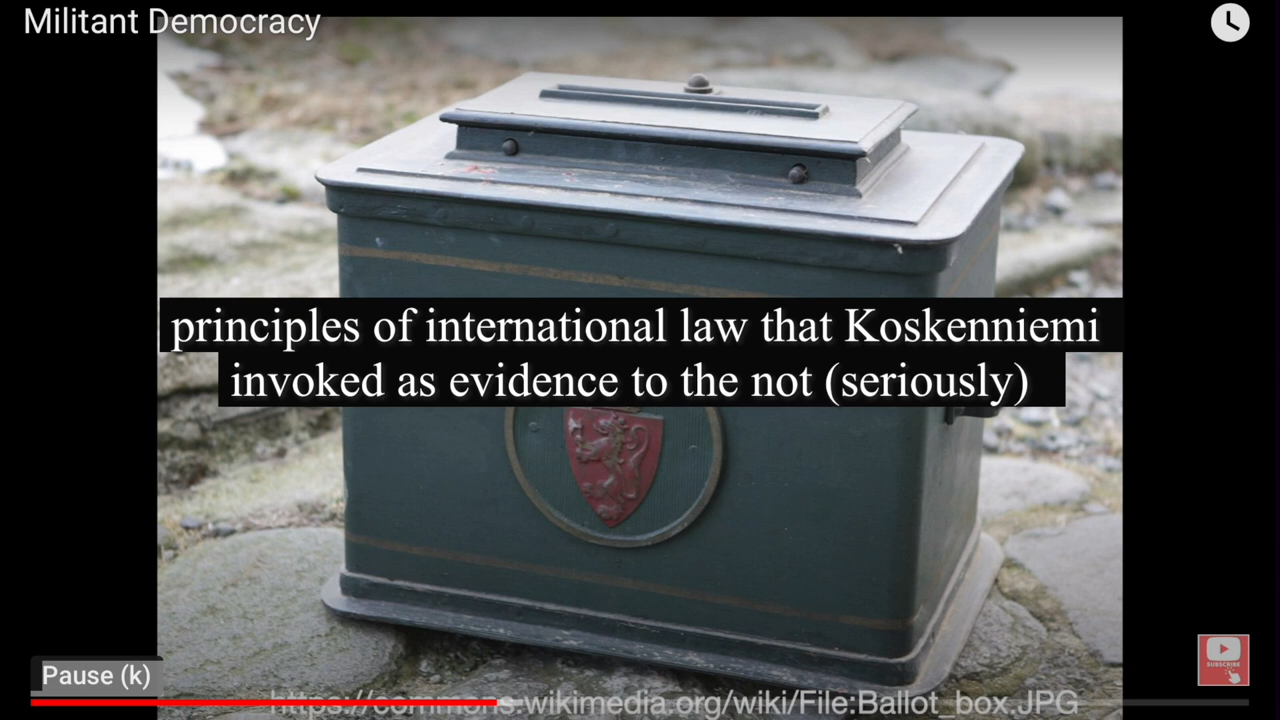 Militant Democracy
principles of international law that Koskenniemi
invoked as evidence to the not (seriously)
SUBSCRIBE
Pause (k)
https://commons.wikimedia.org/wiki/File:Ballot_box.JPG